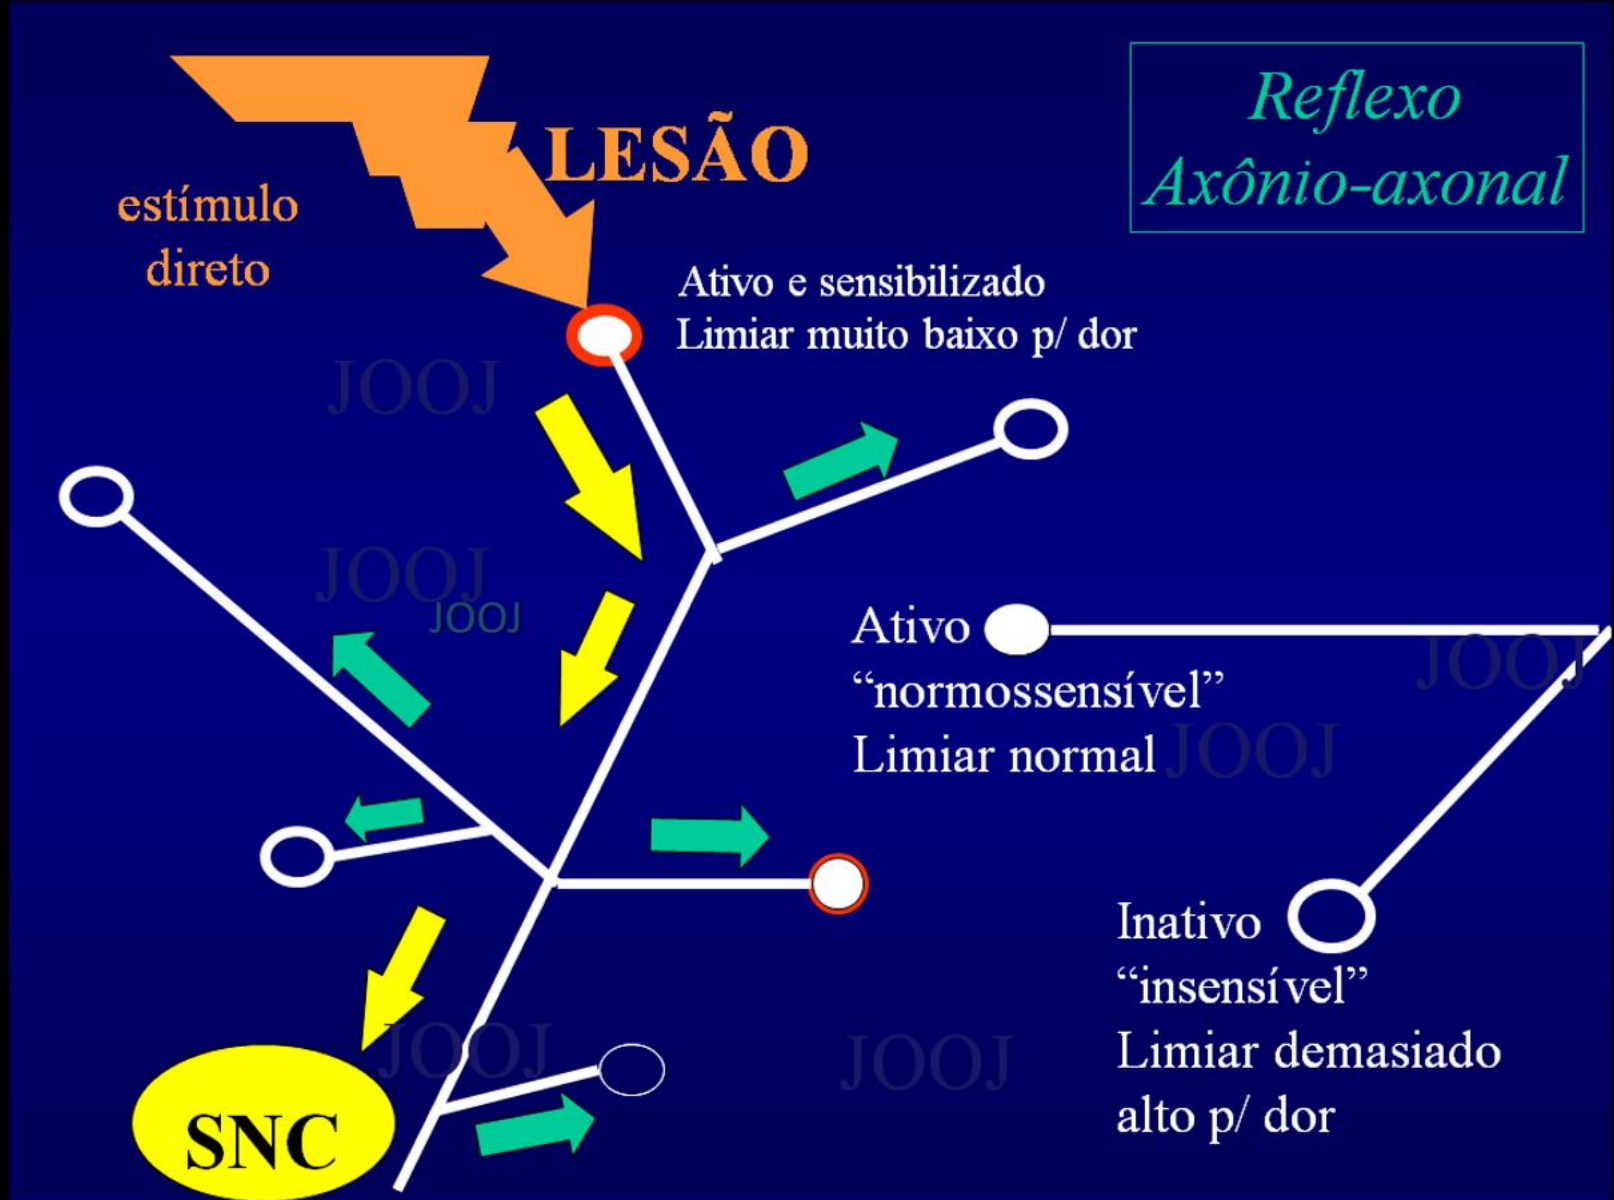 Reflexo
Axônio-axonal
LESÃO
estímulo
direto
Ativo e sensibilizado
Limiar muito baixo p/ dor
JOOJ
JOOJ
JOOJ
Ativo
“normossensível”
Limiar normal
JOOJ
JOOJ
Inativo
“insensível”
Limiar demasiado
alto p/ dor
JOOJ
JOOJ
SNC